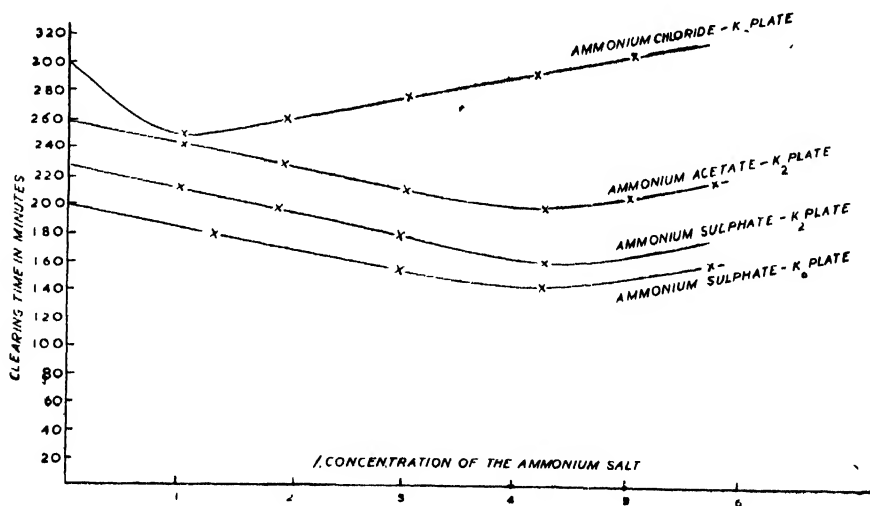 320
300
280
260
240
220
200
180
160
140
120
100
80
60
40
20
CLEARING TIME IN MINUTES
AMMONIUM CHLORIDE - K PLATE
AMMONIUM ACETATE - K2 PLATE
AMMONIUM SULPHATE - K2 PLATE
AMMONIUM SULPHATE - K PLATE
CONCENTRATION OF THE AMMONIUM SALT
1 2 3 4 5 6